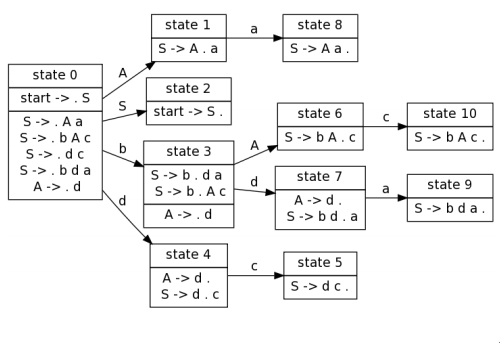 state 0
start -> . S
S -> . A a
S -> . b A c
S -> . d c
S -> . b d a
A -> . d
A
S
b
d
state 1
S -> A . a
a
state 8
S -> A a .
state 2
start -> S .
state 3
S -> b . d a
S -> b . A c
A -> . d
A
d
state 6
S -> b A . c
c
state 10
S -> b A c .
state 7
A -> d .
S -> b d . a
a
state 9
S -> b d a .
state 4
A -> d .
S -> d . c
c
state 5
S -> d c .